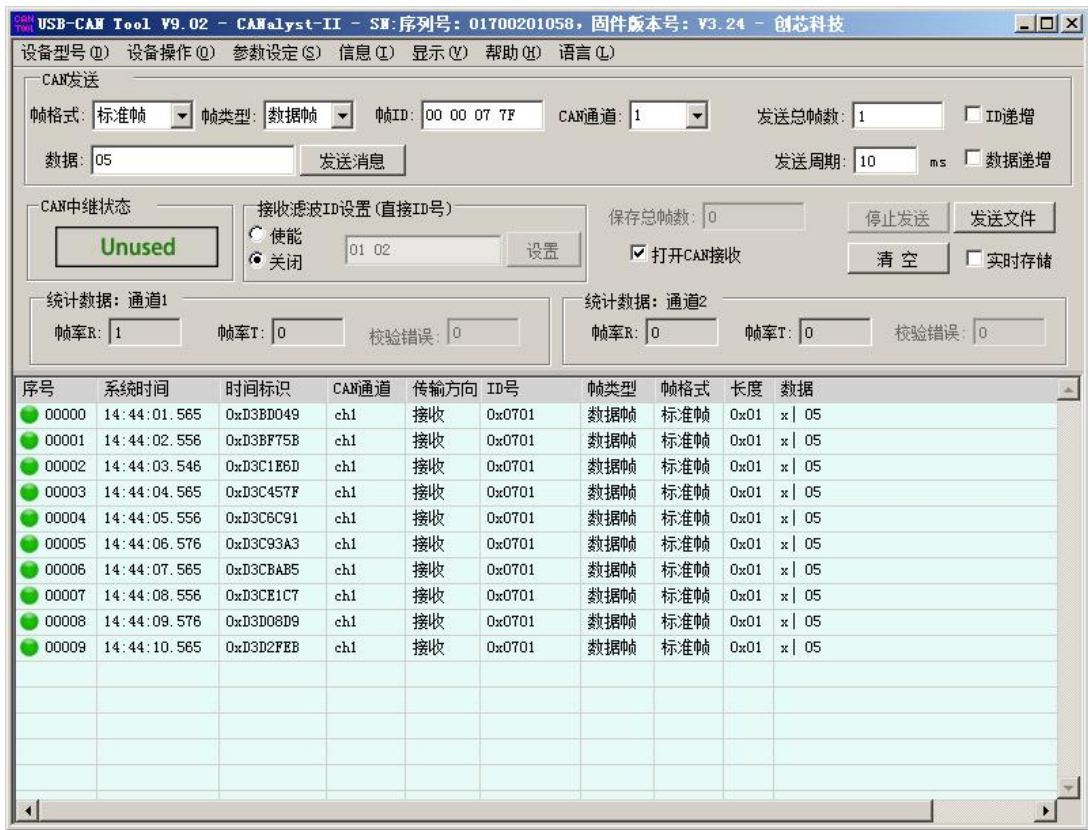 CAN TOOL USB-CAN Tool V9.02 - CANalyst-II - SN:序列号: 01700201058，固件版本号: V3.24 - 创芯科技
设备型号(D) 设备操作(O) 参数设定(S) 信息(I) 显示(V) 帮助(H) 语言(L)
CAN发送
帧格式: 标准帧 帧类型: 数据帧 帧ID: 00 00 07 7F CAN通道: 1 发送总帧数: 1 ID递增
数据: 05 发送消息 发送周期: 10 ms 数据递增
CAN中继状态 接收滤波ID设置(直接ID号) 保存总帧数: 0 停止发送 发送文件
Unused 使能 01 02 设置
关闭 打开CAN接收 清 空 实时存储
统计数据: 通道1 统计数据: 通道2
帧率R: 1 帧率T: 0 校验错误: 0 帧率R: 0 帧率T: 0 校验错误: 0
序号 系统时间 时间标识 CAN通道 传输方向 ID号 帧类型 帧格式 长度 数据
00000 14:44:01.565 0xD3BD049 ch1 接收 0x0701 数据帧 标准帧 0x01 x| 05
00001 14:44:02.556 0xD3BF75B ch1 接收 0x0701 数据帧 标准帧 0x01 x| 05
00002 14:44:03.546 0xD3C1E6D ch1 接收 0x0701 数据帧 标准帧 0x01 x| 05
00003 14:44:04.565 0xD3C457F ch1 接收 0x0701 数据帧 标准帧 0x01 x| 05
00004 14:44:05.556 0xD3C6C91 ch1 接收 0x0701 数据帧 标准帧 0x01 x| 05
00005 14:44:06.576 0xD3C93A3 ch1 接收 0x0701 数据帧 标准帧 0x01 x| 05
00006 14:44:07.565 0xD3CBAB5 ch1 接收 0x0701 数据帧 标准帧 0x01 x| 05
00007 14:44:08.556 0xD3CE1C7 ch1 接收 0x0701 数据帧 标准帧 0x01 x| 05
00008 14:44:09.576 0xD3D08D9 ch1 接收 0x0701 数据帧 标准帧 0x01 x| 05
00009 14:44:10.565 0xD3D2FEB ch1 接收 0x0701 数据帧 标准帧 0x01 x| 05